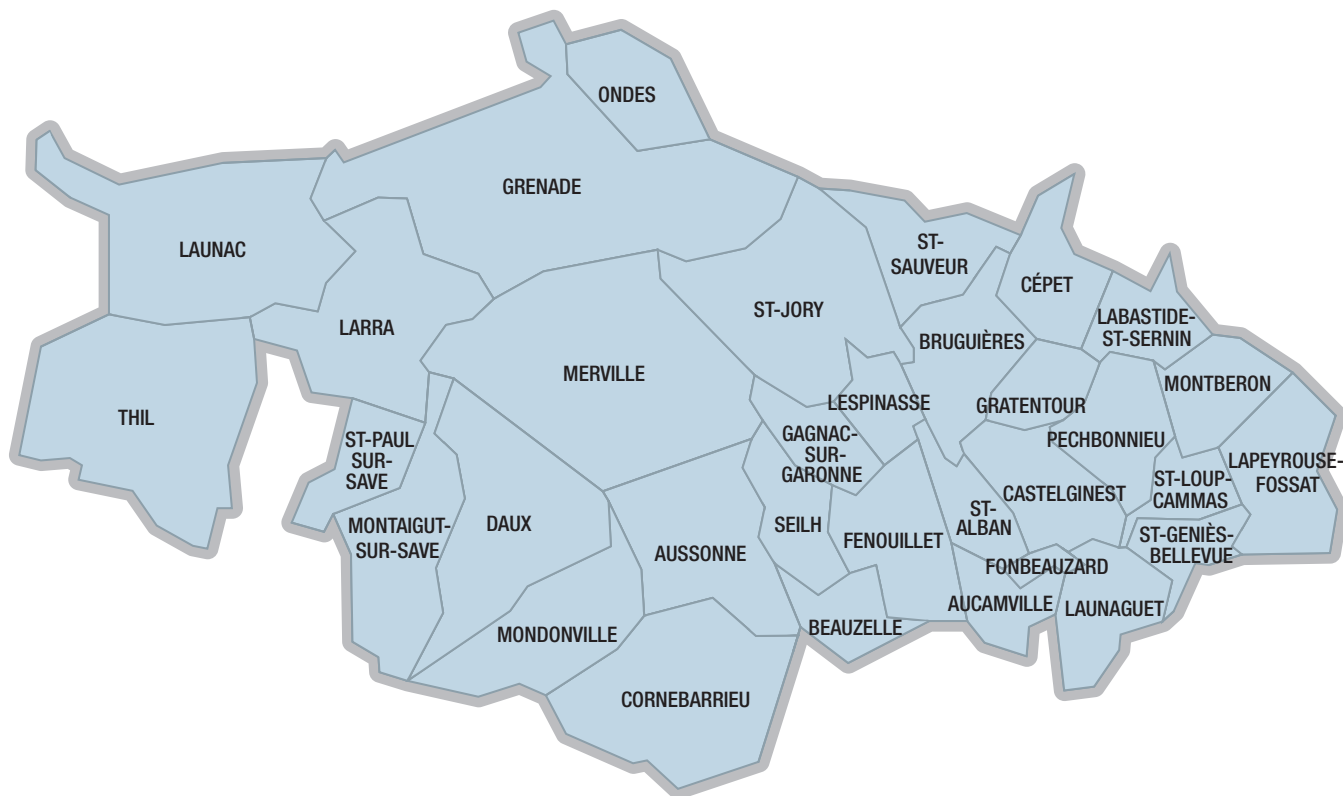 ONDES
GRENADE
LAUNAC
ST-
SAUVEUR
CÉPET
ST-JORY
LABASTIDE-
ST-SERNIN
LARRA
BRUGUIÈRES
MERVILLE
MONTBERON
THIL
LESPINASSE
GRATENTOUR
ST-PAUL
SUR-
SAVE
GAGNAC-
SUR-
GARONNE
PECHBONNIEU
LAPEYROUSE-
FOSSAT
ST-LOUP-
CAMMAS
CASTELGINEST
MONTAIGUT-
SUR-SAVE
DAUX
SEILH
ST-
ALBAN
AUSSONNE
FENOUILLET
ST-GENIÈS-
BELLEVUE
FONBEAUZARD
AUCAMVILLE
LAUNAGUET
BEAUZELLE
MONDONVILLE
CORNEBARRIEU